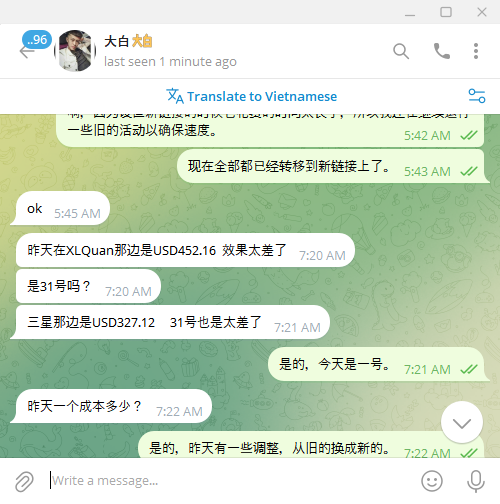 ..96
大白 大白
last seen 1 minute ago
Translate to Vietnamese
一些旧的活动以确保速度。
5:42 AM
现在全部都已经转移到新链接上了。
5:43 AM
ok
5:45 AM
昨天在XLQuan那边是USD452.16 效果太差了
7:20 AM
是31号吗？
7:20 AM
三星那边是USD327.12 31号也是太差了
7:21 AM
是的，今天是一号。
7:21 AM
昨天一个成本多少？
7:22 AM
是的，昨天有一些调整，从旧的换成新的。
7:22 AM
Write a message...